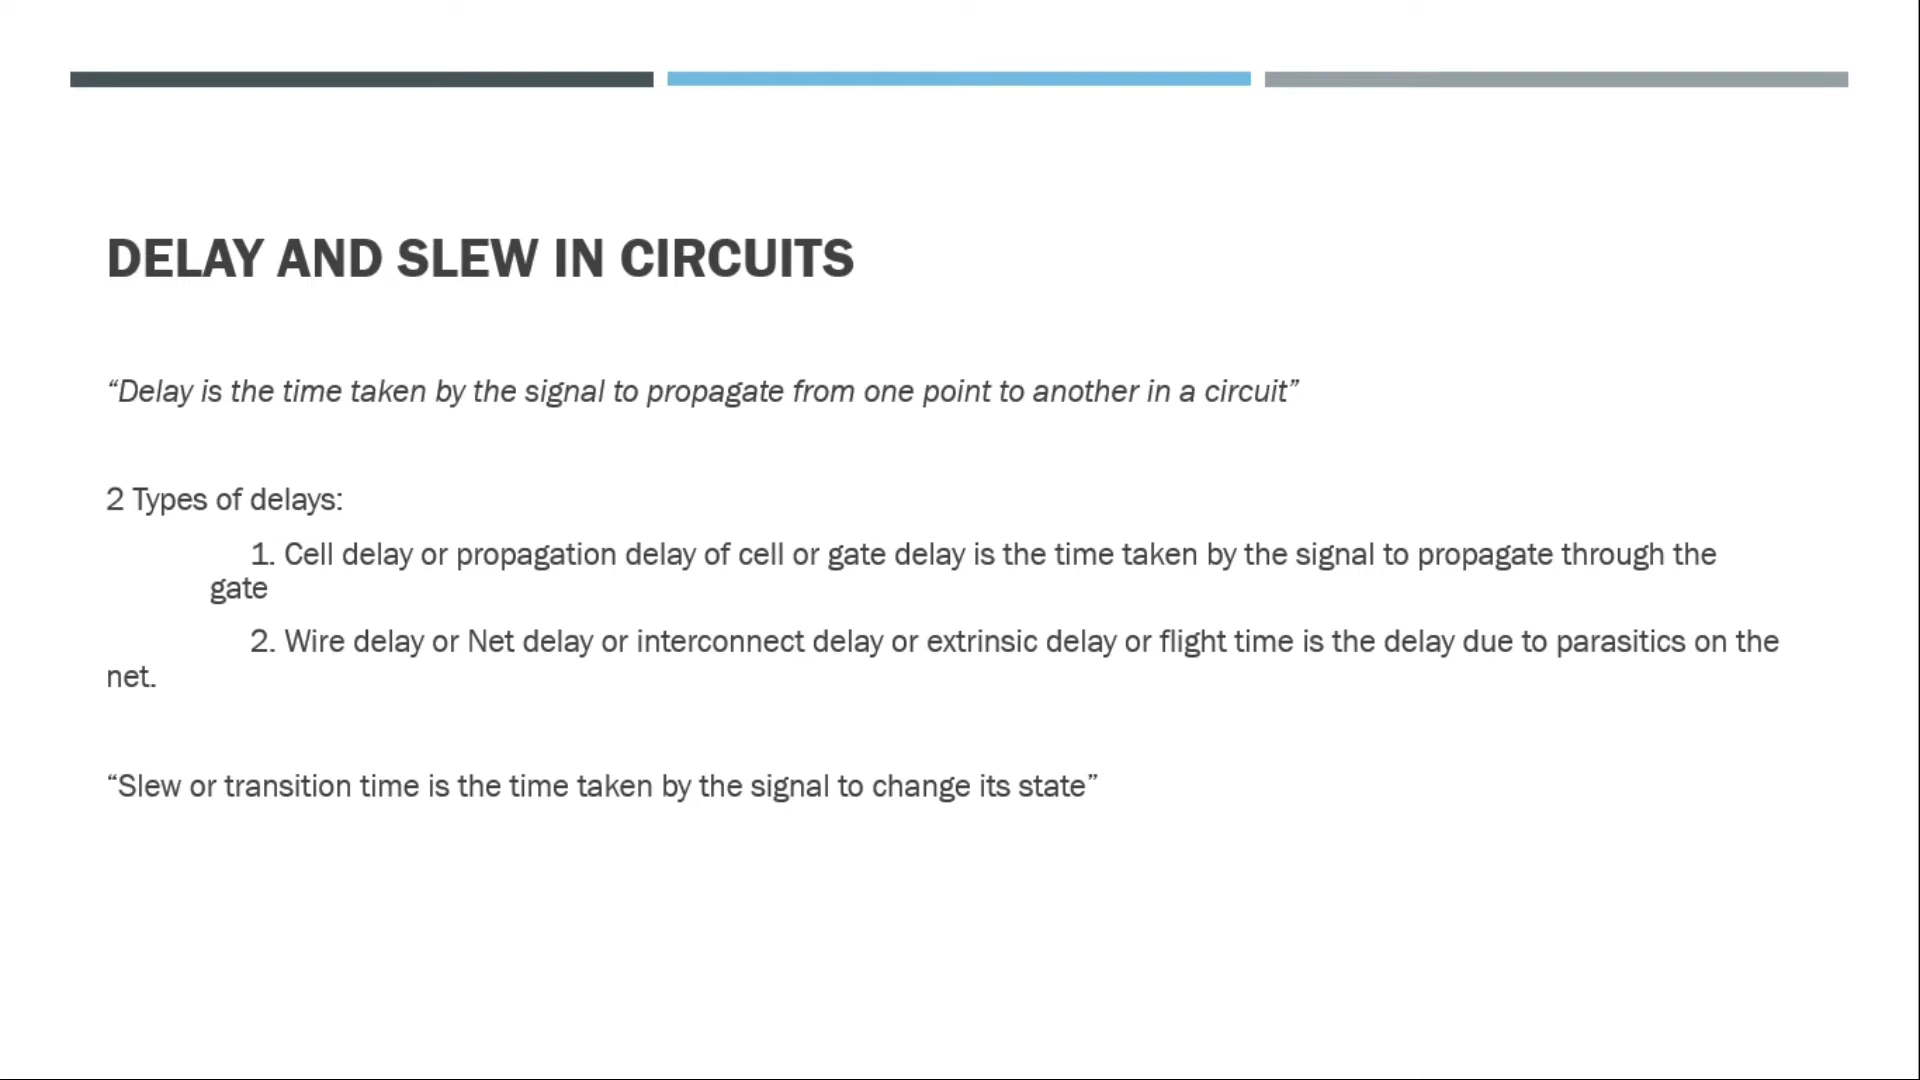 DELAY AND SLEW IN CIRCUITS
“Delay is the time taken by the signal to propagate from one point to another in a circuit”
2 Types of delays:
1. Cell delay or propagation delay of cell or gate delay is the time taken by the signal to propagate through the
gate
2. Wire delay or Net delay or interconnect delay or extrinsic delay or flight time is the delay due to parasitics on the
net.
“Slew or transition time is the time taken by the signal to change its state”